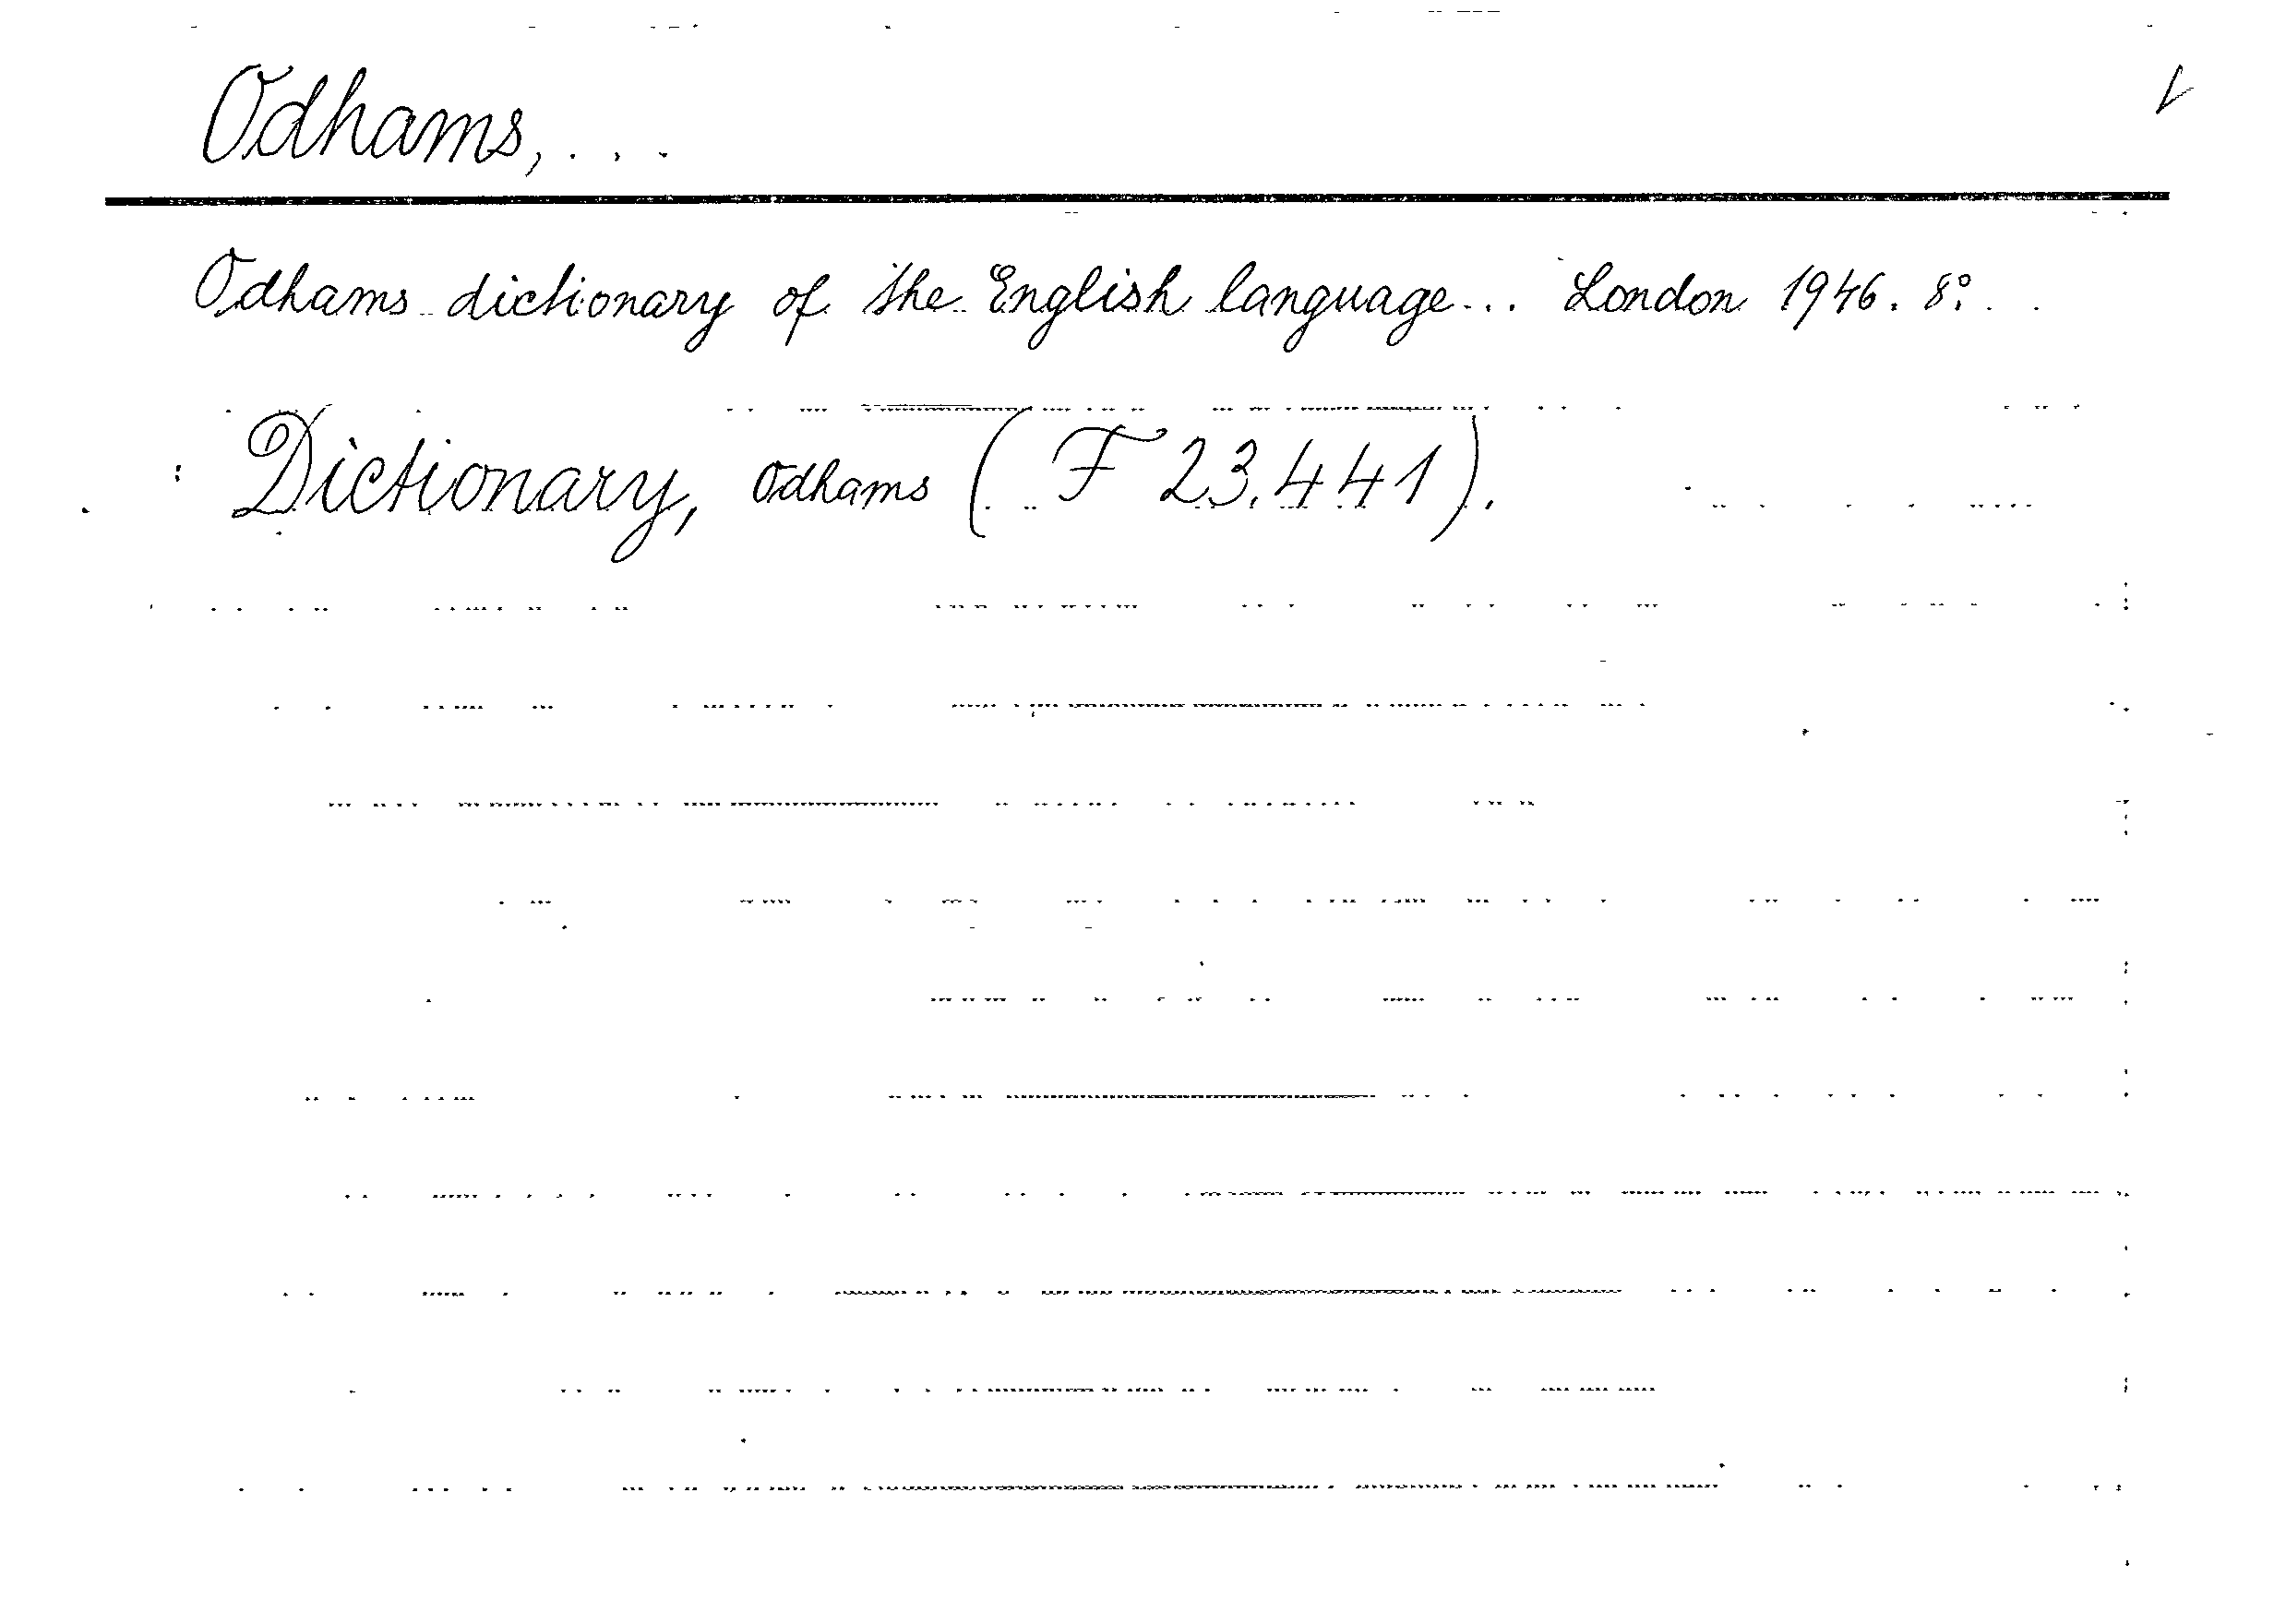 Odhams, . . .
Odhams dictionary of the English language... London 1946. 8°.
: Dictionary, Odhams (F 23.441).